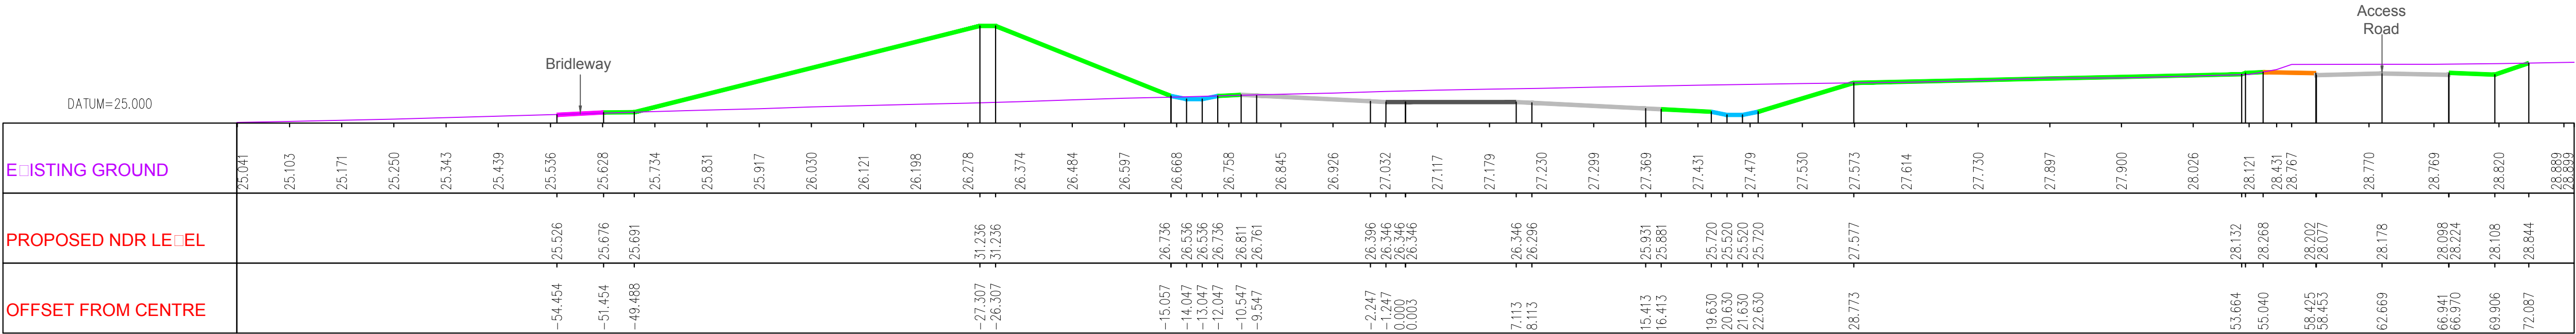 Access
Road
Bridleway
DATUM=25.000
E□ISTING GROUND
25.041 25.103 25.171 25.250 25.343 25.439 25.536 25.628 25.734 25.831 25.917 26.030 26.121 26.198 26.278 26.374 26.484 26.597 26.668 26.758 26.845 26.926 27.032 27.117 27.179 27.230 27.299 27.369 27.431 27.479 27.530 27.573 27.614 27.730 27.897 27.900 28.026 28.121 28.431 28.767 28.770 28.769 28.820 28.889 28.899
PROPOSED NDR LE□EL
25.526 25.676 25.691 31.236 31.236 26.736 26.536 26.536 26.736 26.811 26.761 26.396 26.346 26.346 26.346 26.346 26.296 25.931 25.881 25.720 25.520 25.520 25.720 27.577 28.132 28.268 28.202 28.077 28.178 28.098 28.224 28.108 28.844
OFFSET FROM CENTRE
-54.454 -51.454 -49.488 -27.307 -26.307 -15.057 -14.047 -13.047 -12.047 -10.547 -9.547 -2.247 -1.247 0.000 0.003 7.113 8.113 15.413 16.413 19.630 20.630 21.630 22.630 28.773 53.664 55.040 58.425 58.453 62.669 66.941 66.970 69.906 72.087